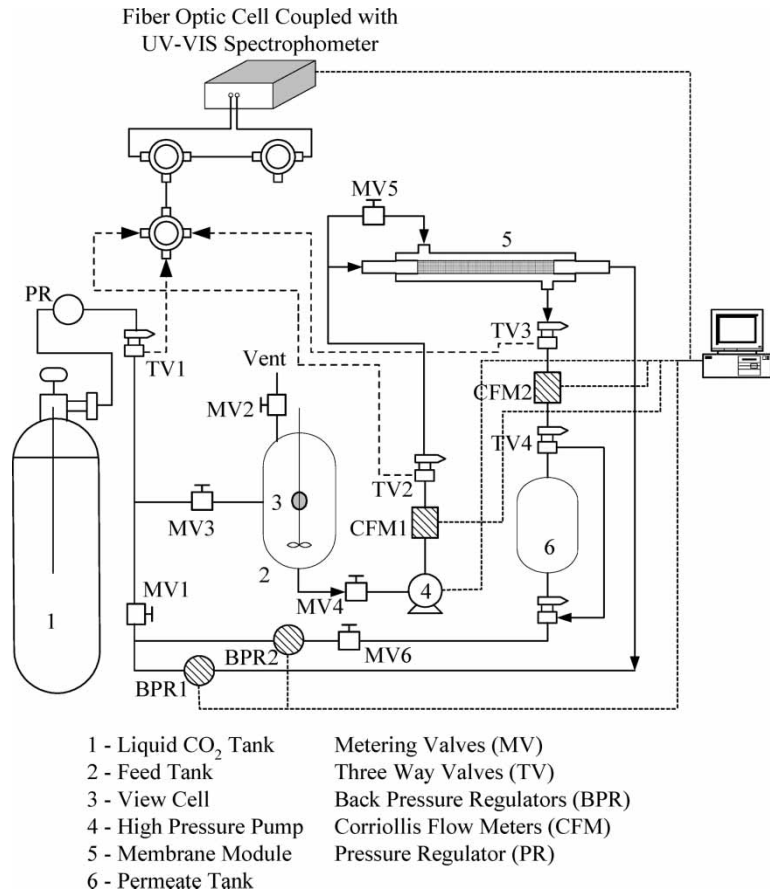 Fiber Optic Cell Coupled with
UV-VIS Spectrophometer
MV5
5
PR
TV1
Vent
MV2
TV3
CFM2
TV4
TV2
3
MV3
CFM1
6
2
MV4
4
MV1
1
BPR2
MV6
BPR1
1 - Liquid CO₂ Tank
2 - Feed Tank
3 - View Cell
4 - High Pressure Pump
5 - Membrane Module
6 - Permeate Tank
Metering Valves (MV)
Three Way Valves (TV)
Back Pressure Regulators (BPR)
Corriollis Flow Meters (CFM)
Pressure Regulator (PR)